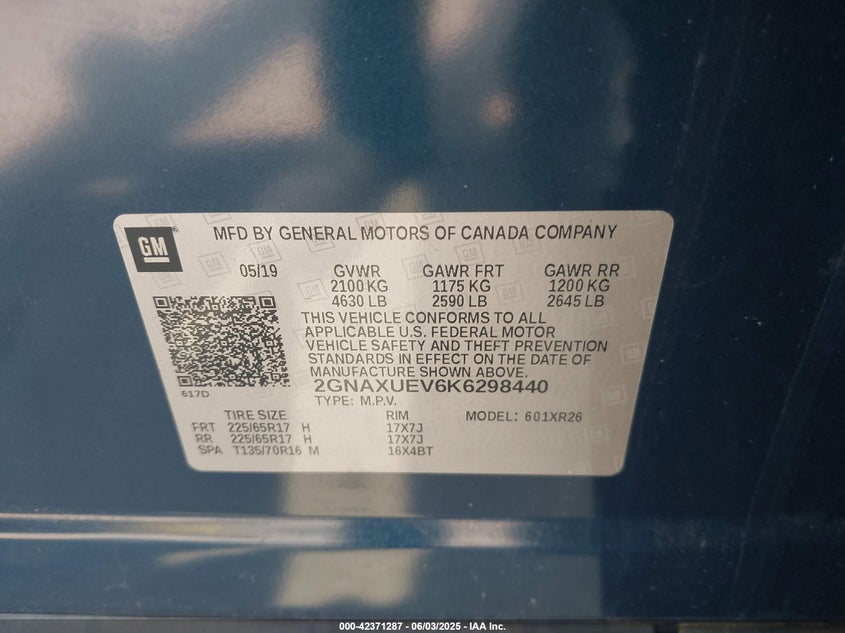 GM
MFD BY GENERAL MOTORS OF CANADA COMPANY
05/19 GVWR GAWR FRT GAWR RR
2100 KG 1175 KG 1200 KG
4630 LB 2590 LB 2645 LB
THIS VEHICLE CONFORMS TO ALL
APPLICABLE U.S. FEDERAL MOTOR
VEHICLE SAFETY AND THEFT PREVENTION
STANDARDS IN EFFECT ON THE DATE OF
MANUFACTURE SHOWN ABOVE.
2GNAXUEV6K6298440
617D
TYPE: M.P.V.
TIRE SIZE RIM MODEL: 601XR26
FRT 225/65R17 H 17X7J
RR 225/65R17 H 17X7J
SPA T135/70R16 M 16X4BT
000-42371287 - 06/03/2025 - IAA Inc.